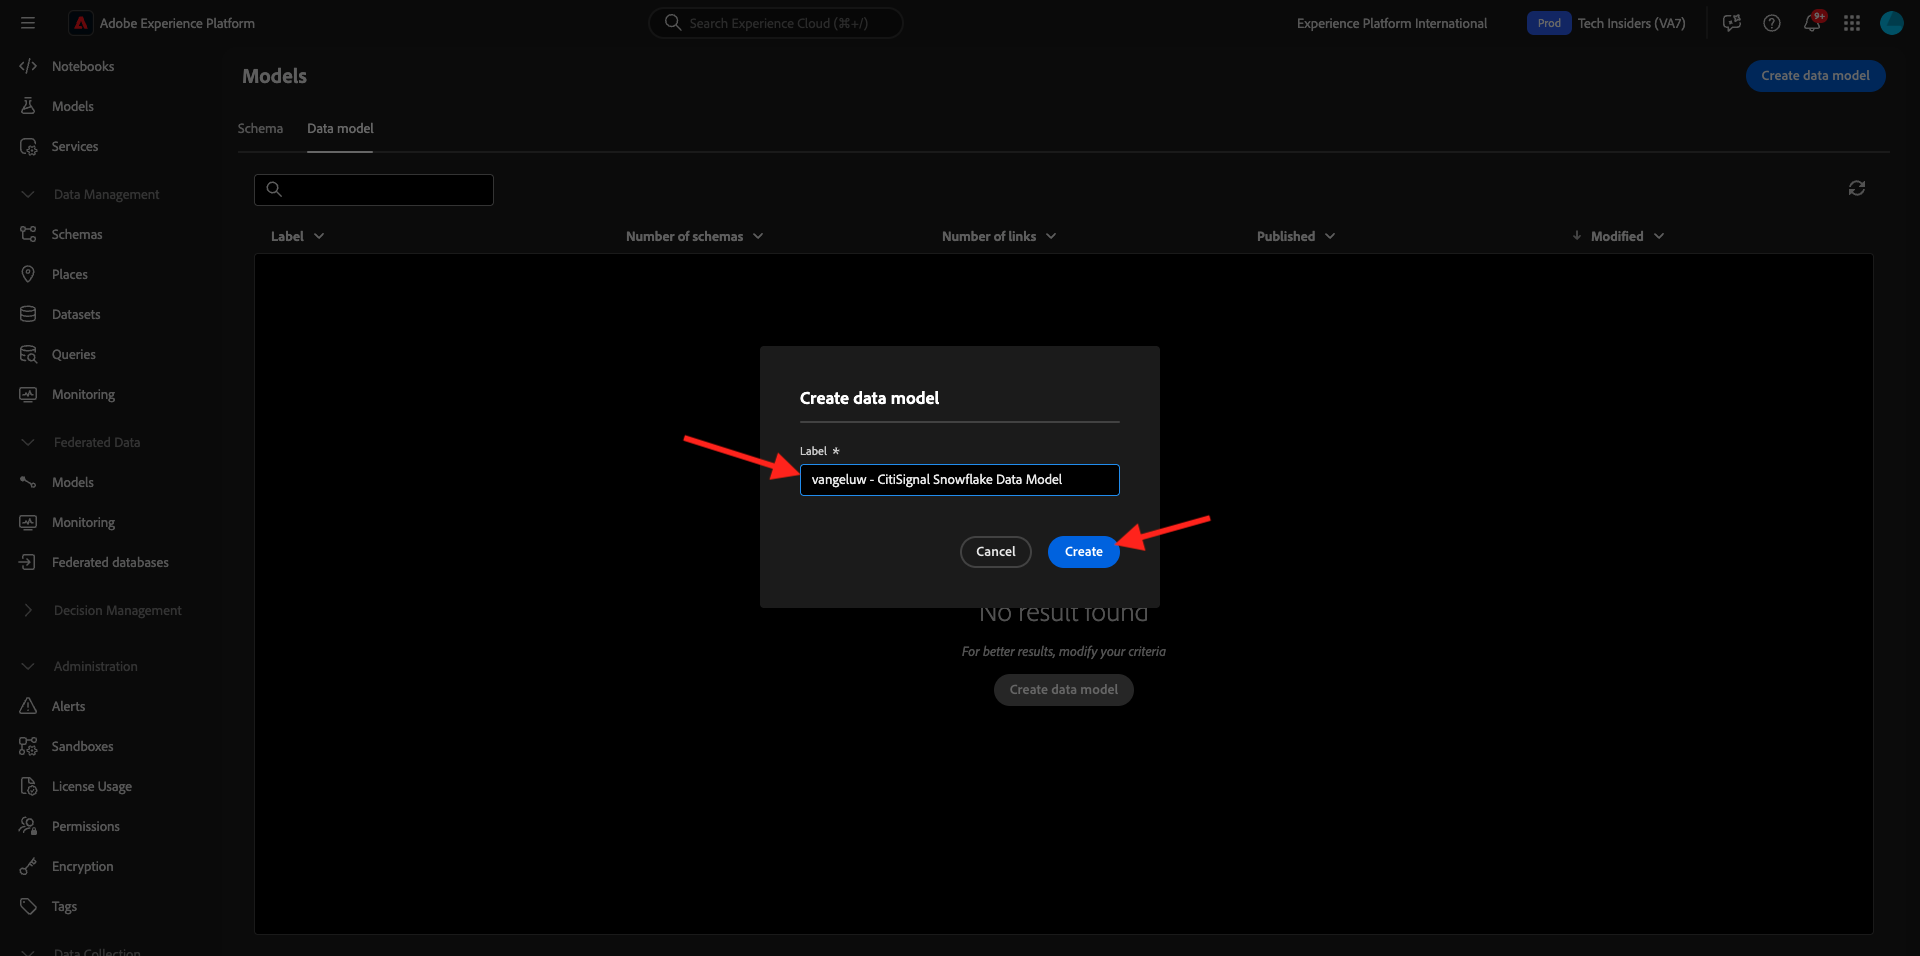 Adobe Experience Platform
Search Experience Cloud (⌘+/)
Experience Platform International
Prod
Tech Insiders (VA7)
9+
Notebooks
Models
Services
Data Management
Schemas
Places
Datasets
Queries
Monitoring
Federated Data
Models
Monitoring
Federated databases
Decision Management
Administration
Alerts
Sandboxes
License Usage
Permissions
Encryption
Tags
Data Collection
Models
Create data model
Schema
Data model
Label
Number of schemas
Number of links
Published
Modified
Create data model
Label *
vangeluw - CitiSignal Snowflake Data Model
Cancel
Create
No result found
For better results, modify your criteria
Create data model